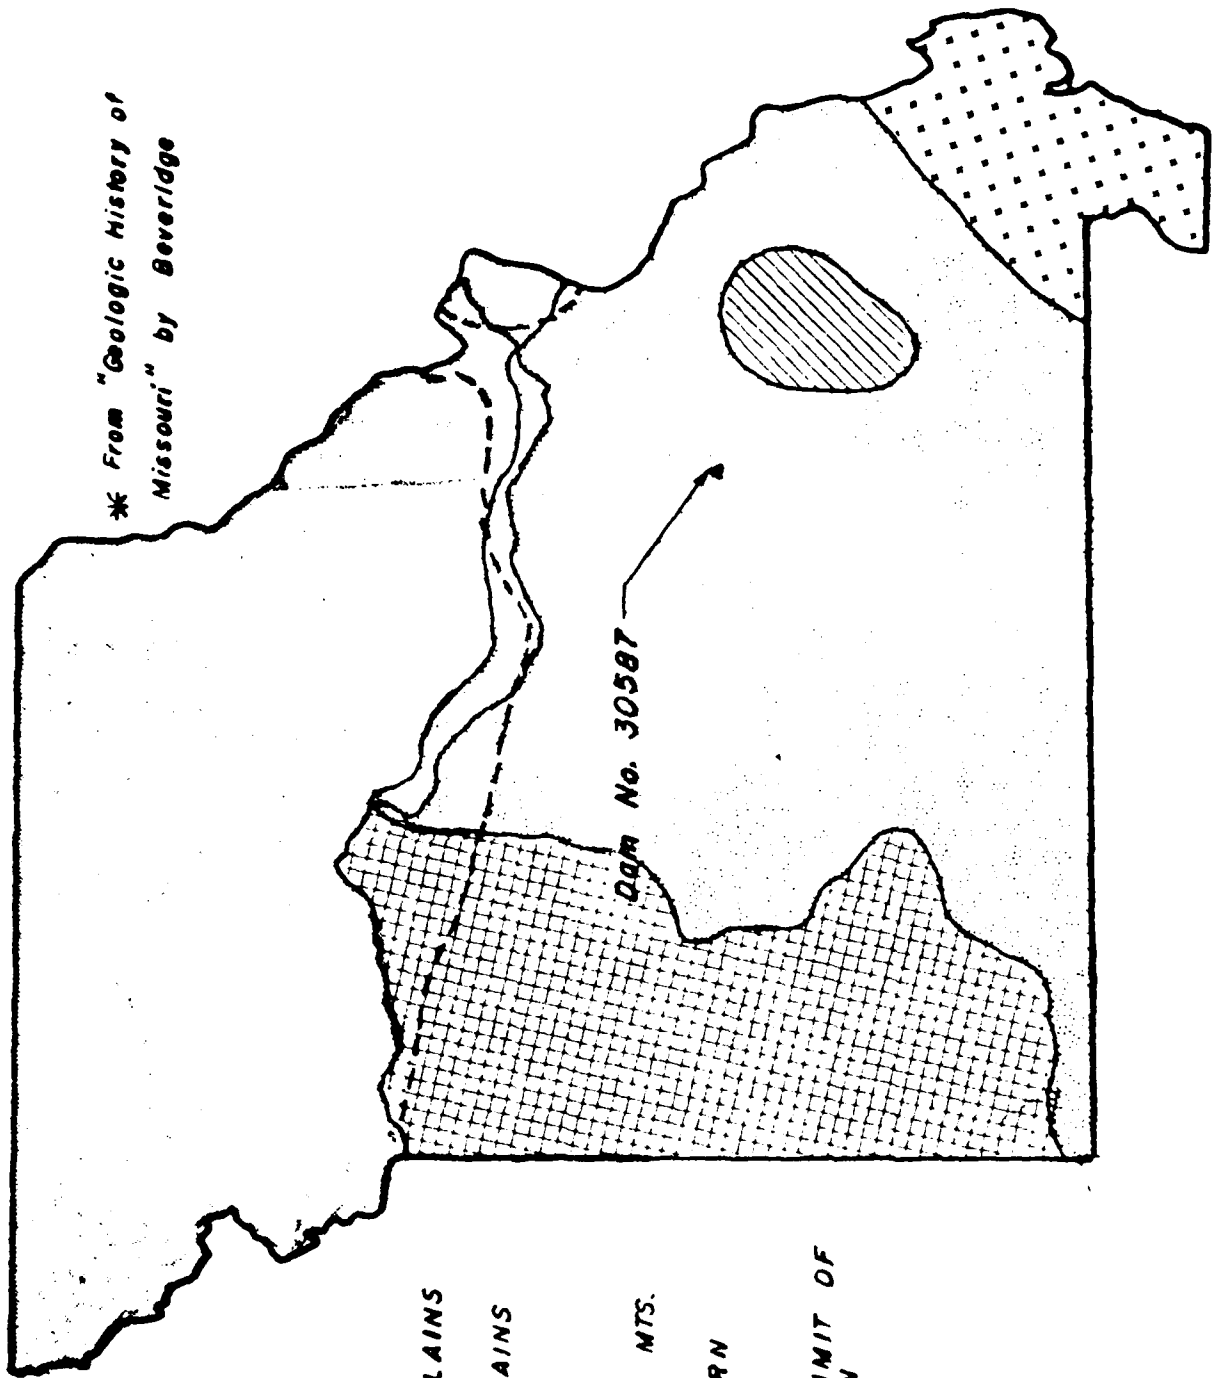 * From "Geologic History of
Missouri" by Beveridge
Dam No. 30587
LAINS
AINS
MTS.
RN
IMIT OF